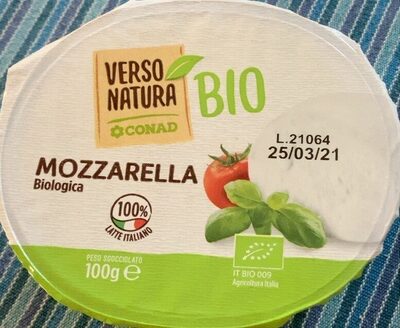 VERSO
NATURA
CONAD
BIO
L.21064
25/03/21
MOZZARELLA
Biologica
100%
LATTE ITALIANO
PESO SGOCCIOLATO
100g e
IT BIO 009
Agricoltura Italia